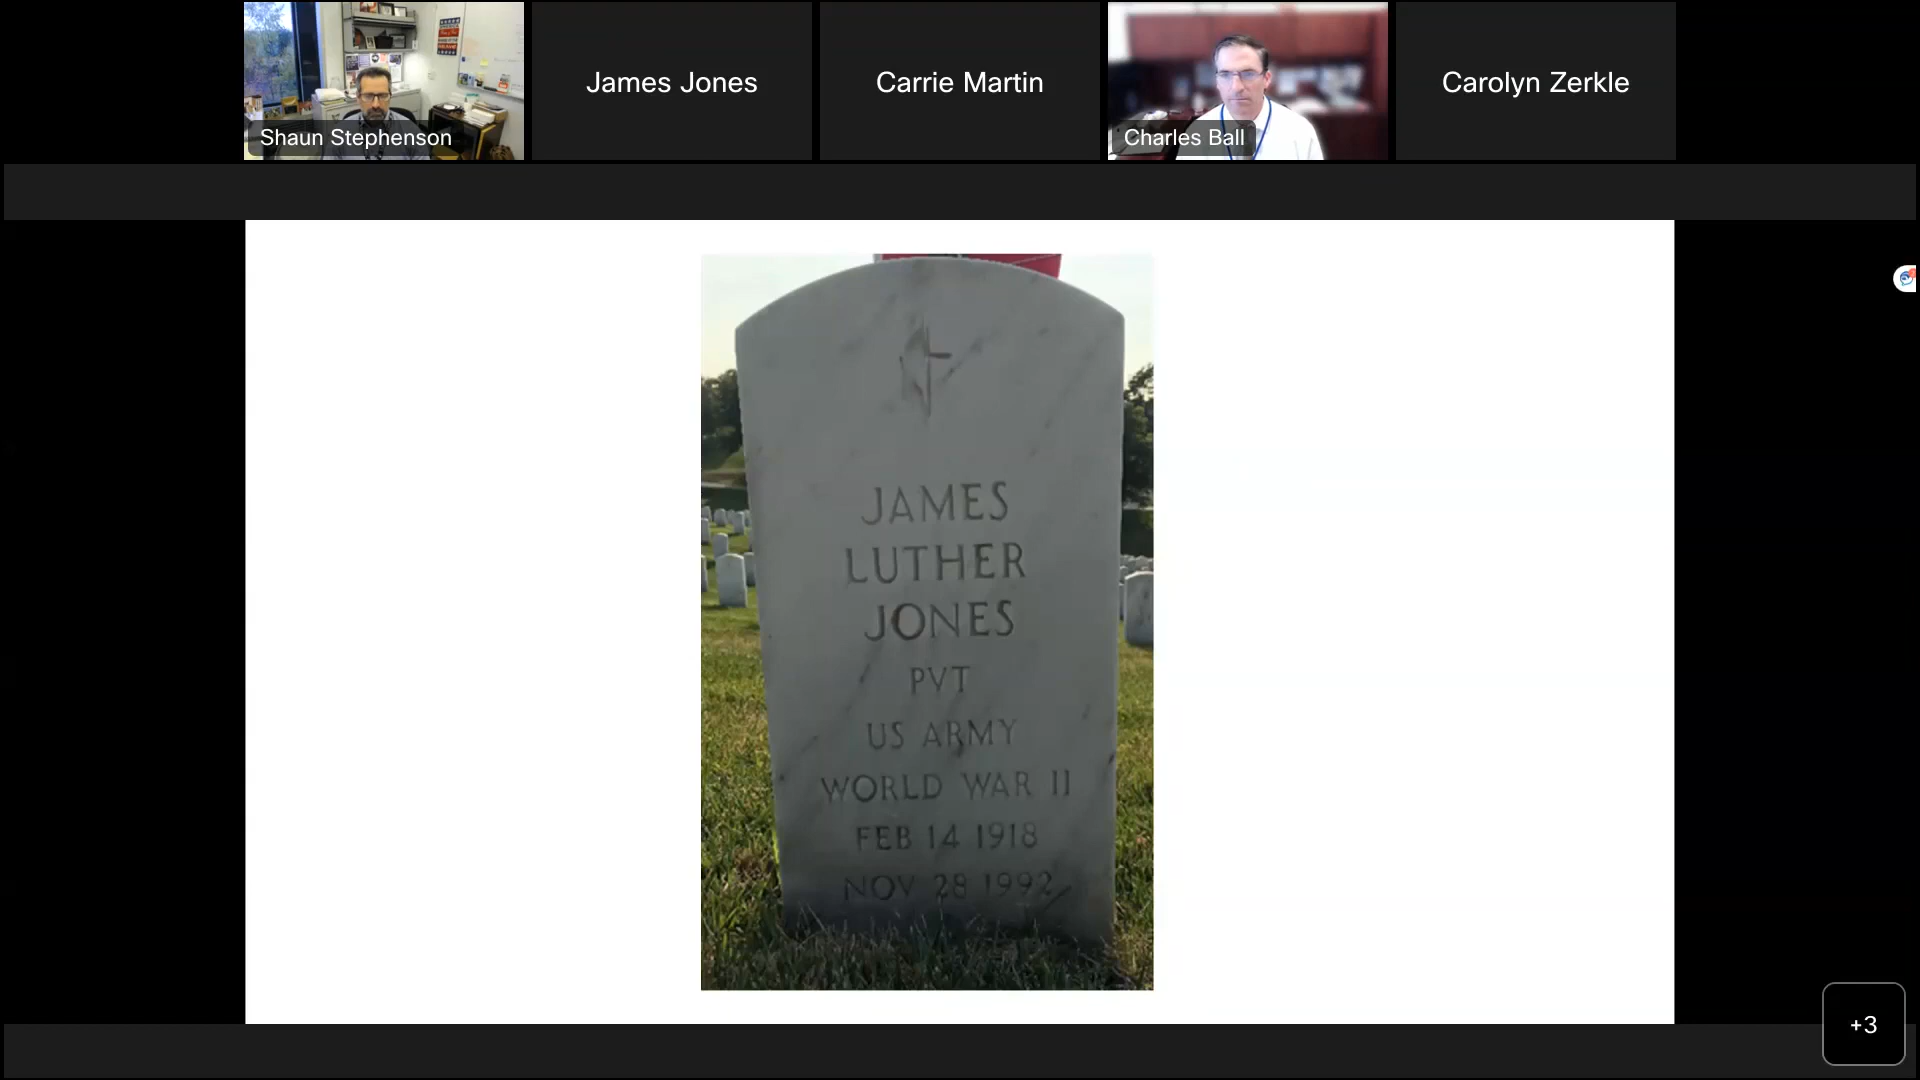 James Jones
Carrie Martin
Carolyn Zerkle
Shaun Stephenson
Charles Ball
JAMES
LUTHER
JONES
PVT
US ARMY
WORLD WAR II
FEB 14 1918
NOV 28 1992
+3